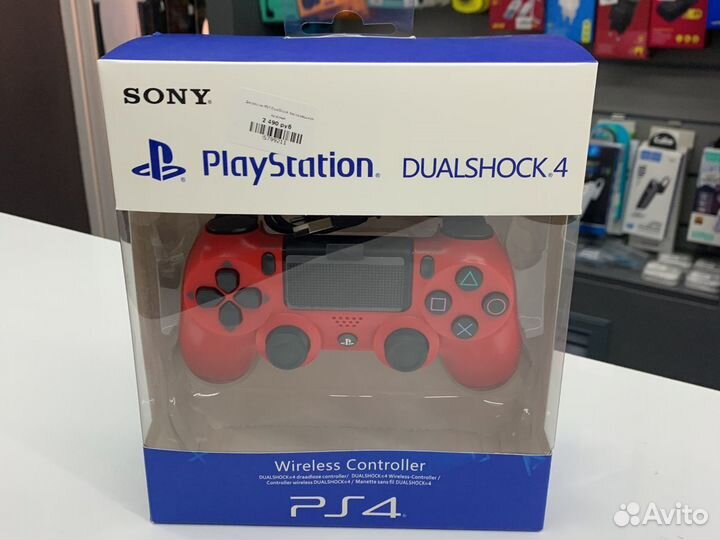 SONY
2 490 руб
PlayStation®
DUALSHOCK®4
Wireless Controller
DUALSHOCK®4 draadloze controller/ DUALSHOCK®4 Wireless-Controller /
Controller wireless DUALSHOCK®4 / Manette sans fil DUALSHOCK®4
PS4
Avito